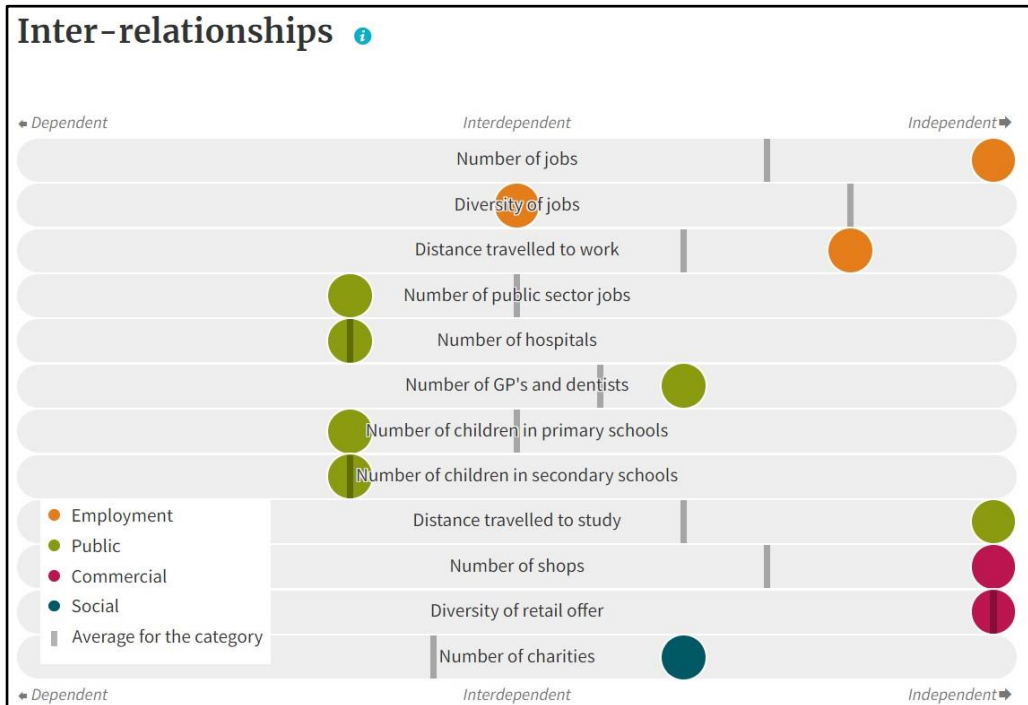 Inter-relationships i
Dependent Interdependent Independent
Number of jobs
Diversity of jobs
Distance travelled to work
Number of public sector jobs
Number of hospitals
Number of GP's and dentists
Number of children in primary schools
Number of children in secondary schools
Distance travelled to study
Number of shops
Diversity of retail offer
Number of charities
Employment
Public
Commercial
Social
Average for the category
Dependent Interdependent Independent